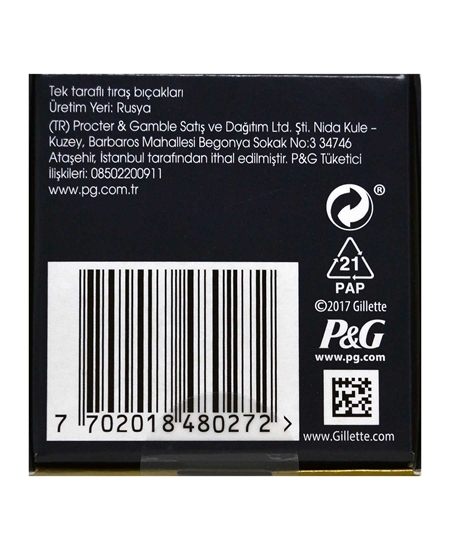 Tek taraflı tıraş bıçakları
Üretim Yeri: Rusya
(TR) Procter & Gamble Satış ve Dağıtım Ltd. Şti. Nida Kule –
Kuzey, Barbaros Mahallesi Begonya Sokak No:3 34746
Ataşehir, İstanbul tarafından ithal edilmiştir. P&G Tüketici
İlişkileri: 08502200911
www.pg.com.tr
®
21
PAP
©2017 Gillette
P&G
www.pg.com
www.Gillette.com
7 702018 480272 >